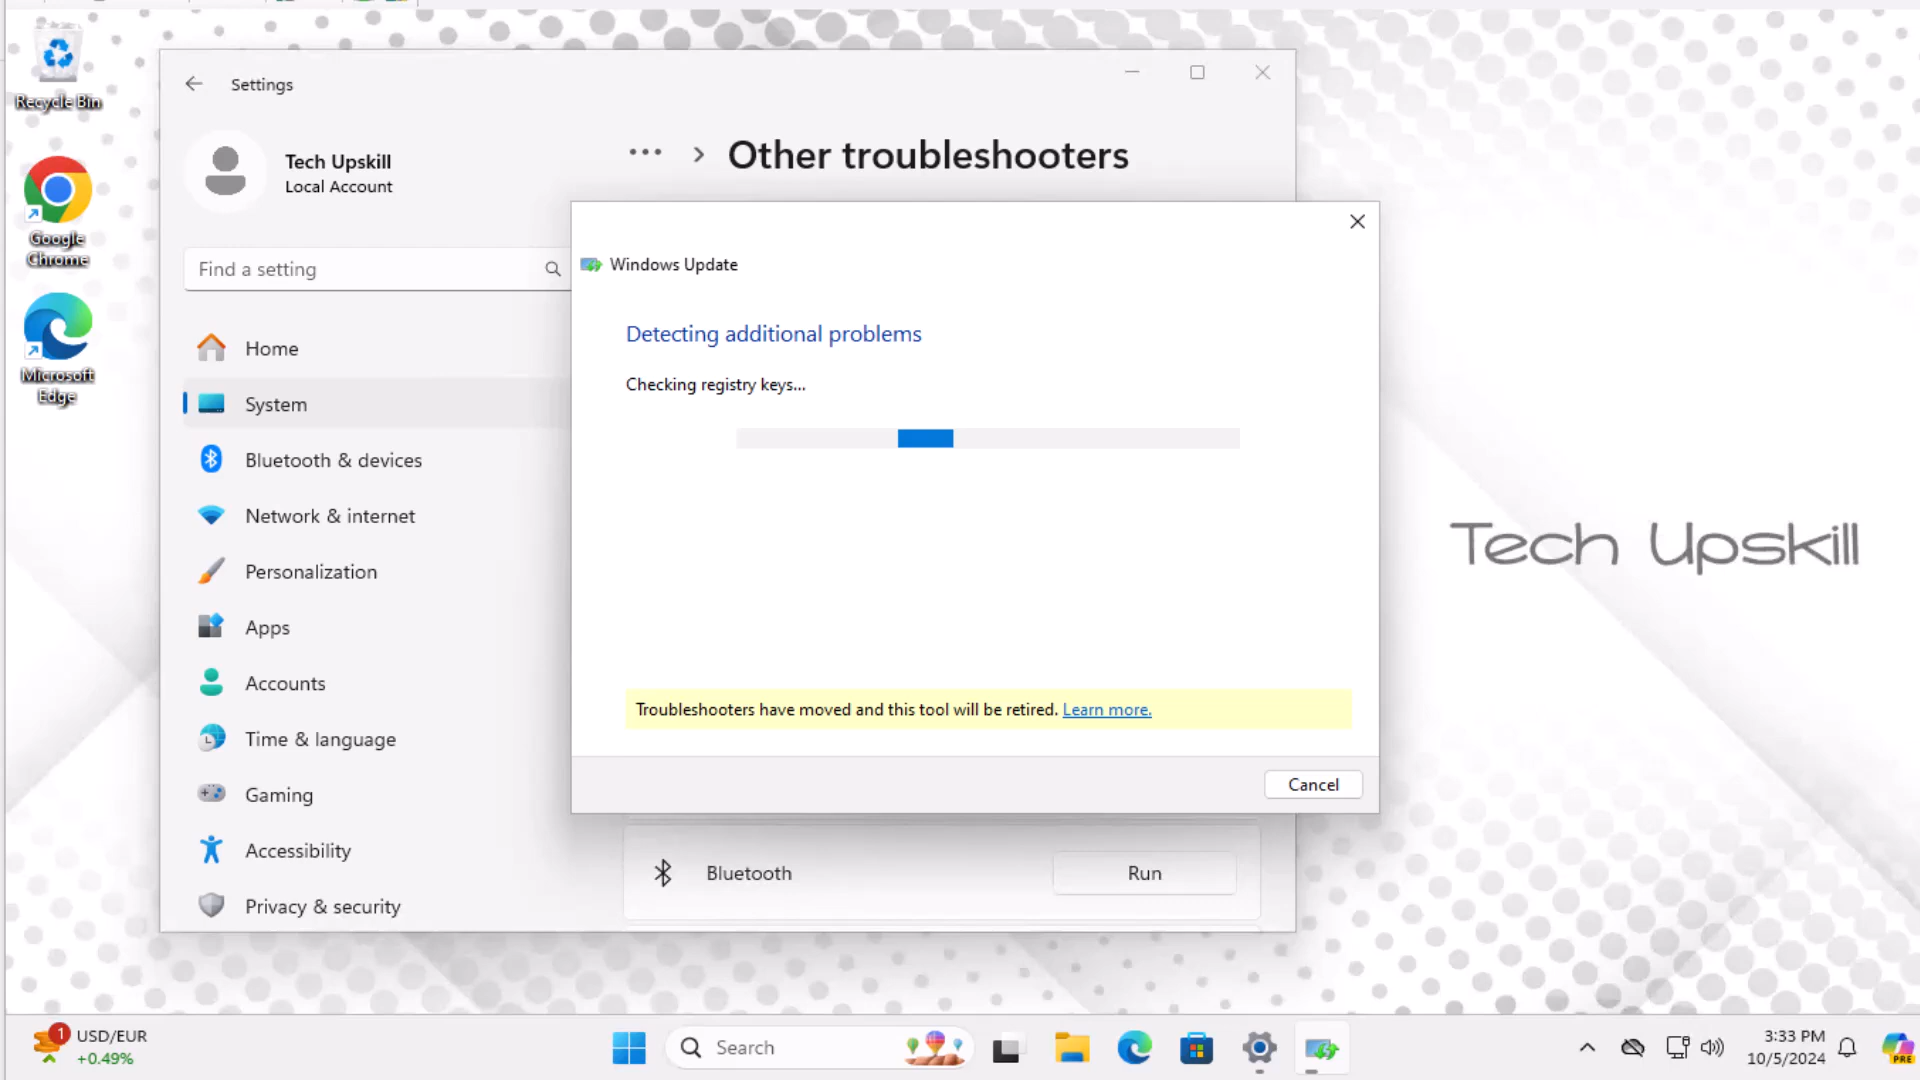 Recycle Bin
Google
Chrome
Microsoft
Edge
Settings
Tech Upskill
Local Account
Find a setting
Home
System
Bluetooth & devices
Network & internet
Personalization
Apps
Accounts
Time & language
Gaming
Accessibility
Privacy & security
... > Other troubleshooters
Windows Update
Detecting additional problems
Checking registry keys...
Troubleshooters have moved and this tool will be retired. Learn more.
Cancel
Bluetooth
Run
Tech Upskill
1
USD/EUR
+0.49%
Search
3:33 PM
10/5/2024
PRE